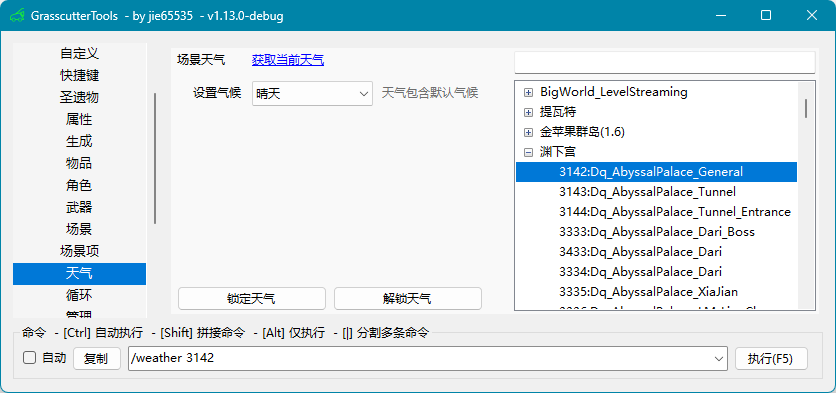 GrasscutterTools - by jie65535 - v1.13.0-debug
自定义
快捷键
圣遗物
属性
生成
物品
角色
武器
场景
场景项
天气
循环
管理
场景天气 获取当前天气
设置气候 晴天 天气包含默认气候
锁定天气 解锁天气
BigWorld_LevelStreaming
提瓦特
金苹果群岛(1.6)
渊下宫
3142:Dq_AbyssalPalace_General
3143:Dq_AbyssalPalace_Tunnel
3144:Dq_AbyssalPalace_Tunnel_Entrance
3333:Dq_AbyssalPalace_Dari_Boss
3433:Dq_AbyssalPalace_Dari
3334:Dq_AbyssalPalace_Dari
3335:Dq_AbyssalPalace_XiaJian
命令 - [Ctrl] 自动执行 - [Shift] 拼接命令 - [Alt] 仅执行 - [|] 分割多条命令
自动 复制 /weather 3142 执行(F5)